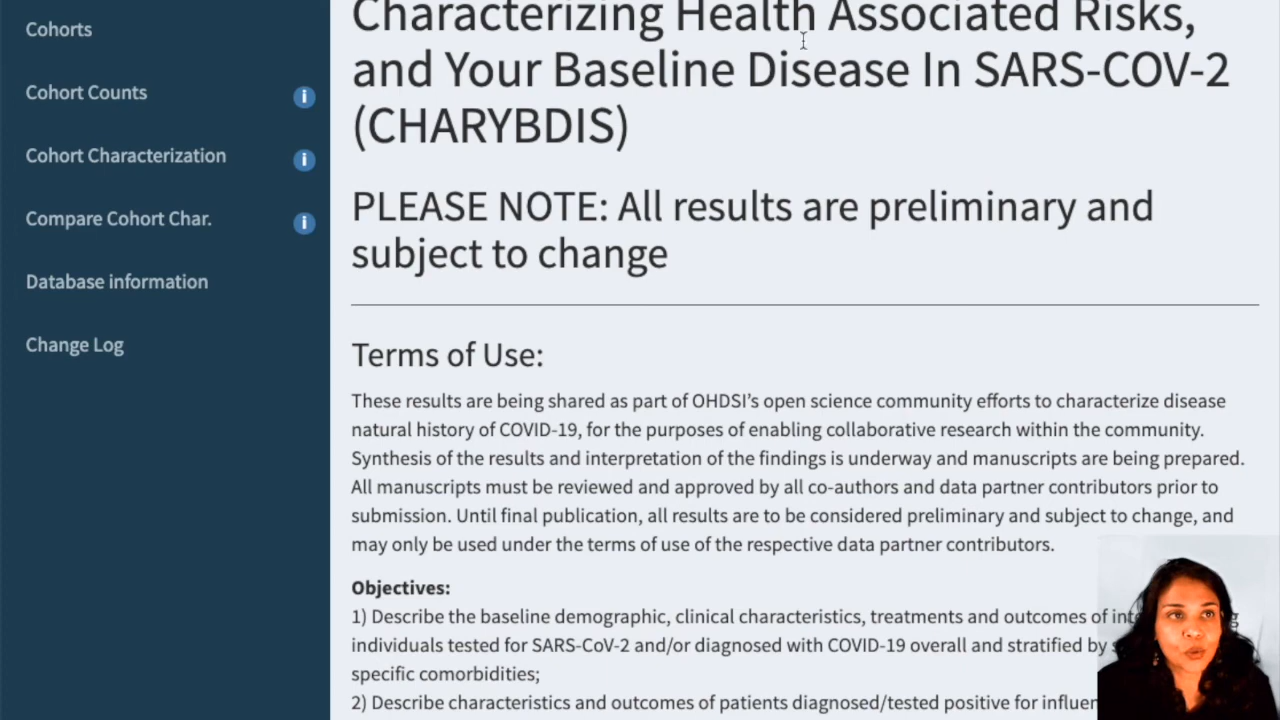 Cohorts
Cohort Counts
Cohort Characterization
Compare Cohort Char.
Database information
Change Log
Characterizing Health Associated Risks,
and Your Baseline Disease In SARS-COV-2
(CHARYBDIS)
PLEASE NOTE: All results are preliminary and
subject to change
Terms of Use:
These results are being shared as part of OHDSI's open science community efforts to characterize disease
natural history of COVID-19, for the purposes of enabling collaborative research within the community.
Synthesis of the results and interpretation of the findings is underway and manuscripts are being prepared.
All manuscripts must be reviewed and approved by all co-authors and data partner contributors prior to
submission. Until final publication, all results are to be considered preliminary and subject to change, and
may only be used under the terms of use of the respective data partner contributors.
Objectives:
1) Describe the baseline demographic, clinical characteristics, treatments and outcomes of
individuals tested for SARS-CoV-2 and/or diagnosed with COVID-19 overall and stratified by
specific comorbidities;
2) Describe characteristics and outcomes of patients diagnosed/tested positive for